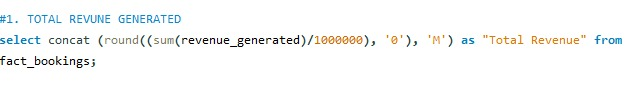 #1. TOTAL REVUNE GENERATED
select concat (round((sum(revenue_generated)/1000000), '0'), 'M') as "Total Revenue" from
fact_bookings;